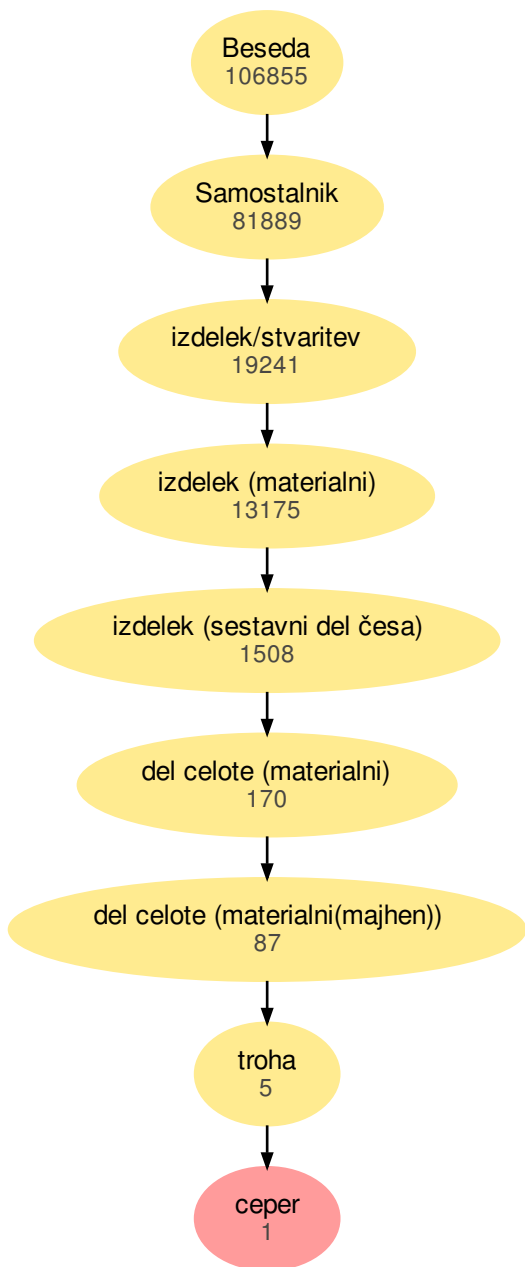 Beseda
106855
Samostalnik
81889
izdelek/stvaritev
19241
izdelek (materialni)
13175
izdelek (sestavni del česa)
1508
del celote (materialni)
170
del celote (materialni(majhen))
87
troha
5
ceper
1